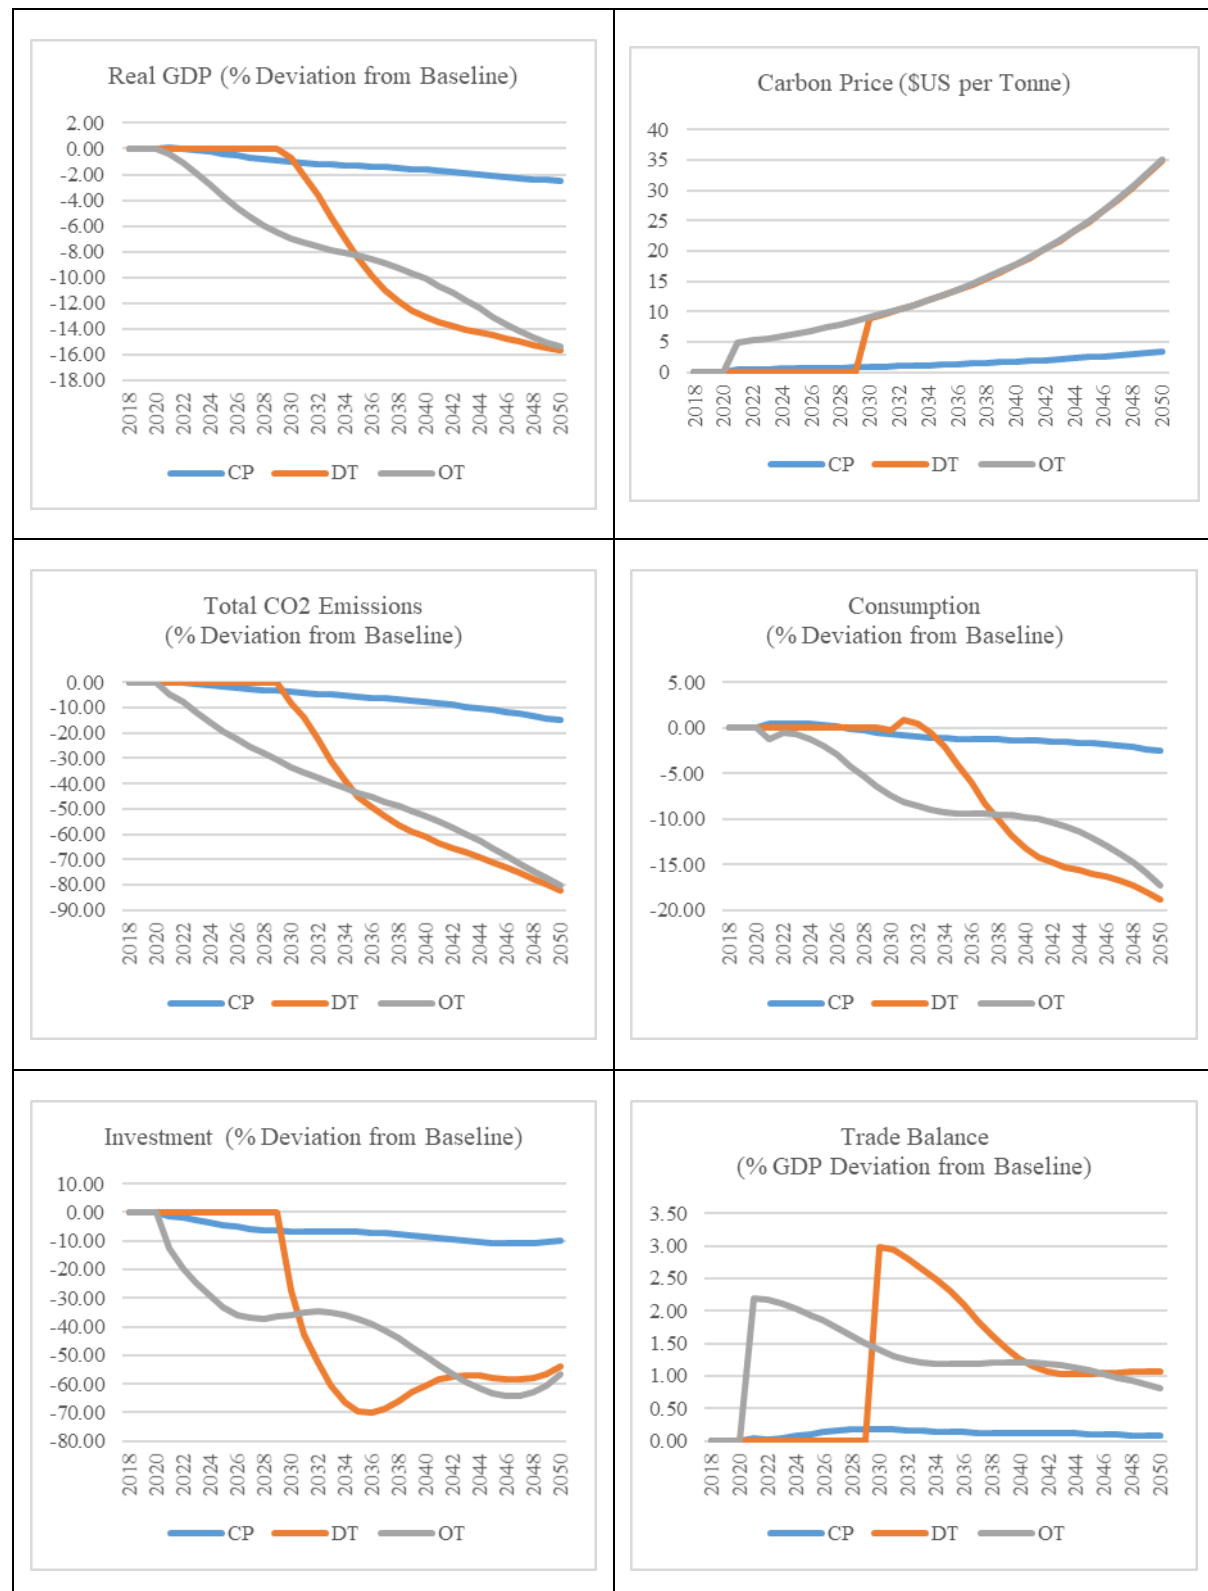 Real GDP (% Deviation from Baseline)
2.00
0.00
-2.00
-4.00
-6.00
-8.00
-10.00
-12.00
-14.00
-16.00
-18.00
2018 2020 2022 2024 2026 2028 2030 2032 2034 2036 2038 2040 2042 2044 2046 2048 2050
CP DT OT
Carbon Price ($US per Tonne)
40
35
30
25
20
15
10
5
0
2018 2020 2022 2024 2026 2028 2030 2032 2034 2036 2038 2040 2042 2044 2046 2048 2050
CP DT OT
Total CO2 Emissions
(% Deviation from Baseline)
0.00
-10.00
-20.00
-30.00
-40.00
-50.00
-60.00
-70.00
-80.00
-90.00
2018 2020 2022 2024 2026 2028 2030 2032 2034 2036 2038 2040 2042 2044 2046 2048 2050
CP DT OT
Consumption
(% Deviation from Baseline)
5.00
0.00
-5.00
-10.00
-15.00
-20.00
2018 2020 2022 2024 2026 2028 2030 2032 2034 2036 2038 2040 2042 2044 2046 2048 2050
CP DT OT
Investment (% Deviation from Baseline)
10.00
0.00
-10.00
-20.00
-30.00
-40.00
-50.00
-60.00
-70.00
-80.00
2018 2020 2022 2024 2026 2028 2030 2032 2034 2036 2038 2040 2042 2044 2046 2048 2050
CP DT OT
Trade Balance
(% GDP Deviation from Baseline)
3.50
3.00
2.50
2.00
1.50
1.00
0.50
0.00
2018 2020 2022 2024 2026 2028 2030 2032 2034 2036 2038 2040 2042 2044 2046 2048 2050
CP DT OT